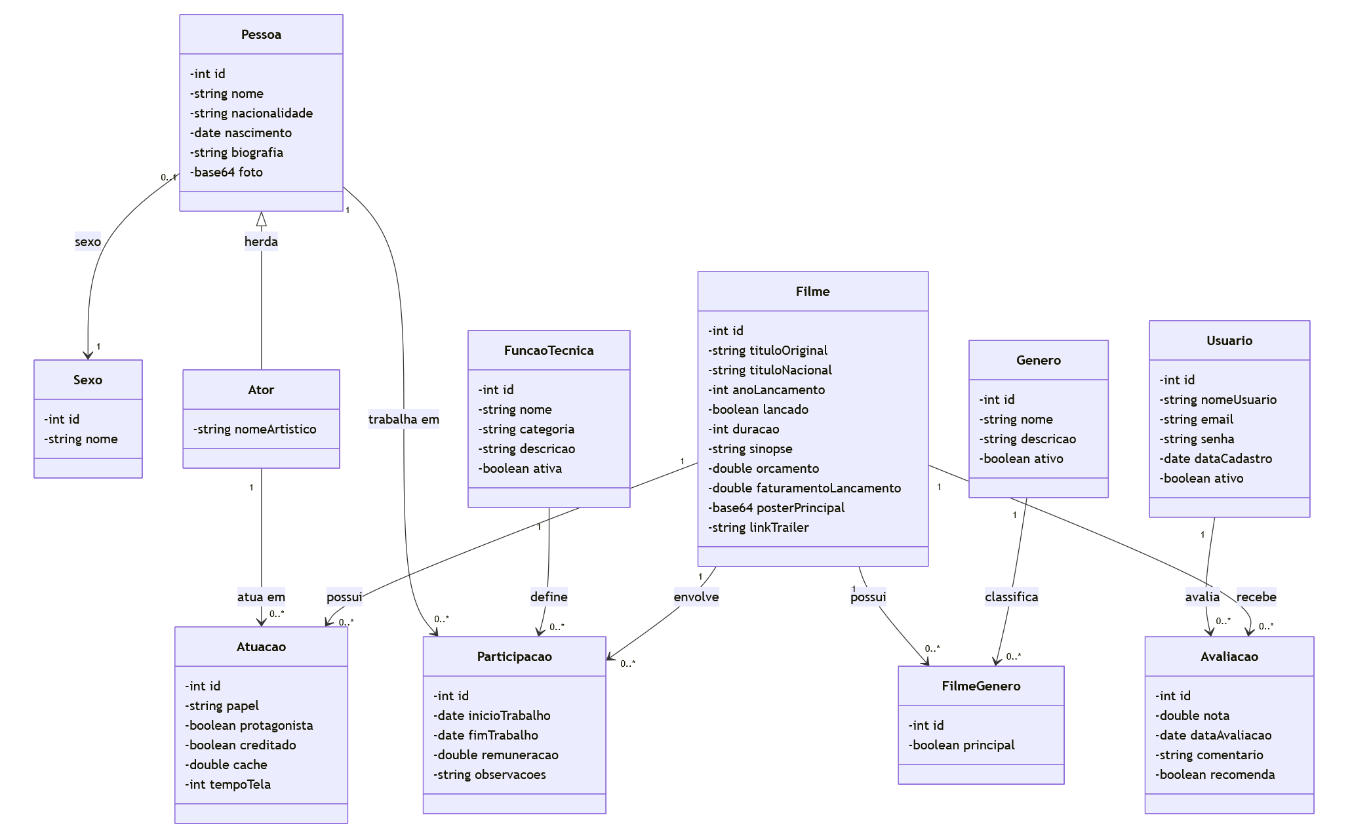 Pessoa
-int id
-string nome
-string nacionalidade
-date nascimento
-string biografia
-base64 foto
0..1
1
sexo
herda
1
Sexo
-int id
-string nome
Ator
-string nomeArtistico
1
trabalha em
FuncaoTecnica
-int id
-string nome
-string categoria
-string descricao
-boolean ativa
1
Filme
-int id
-string tituloOriginal
-string tituloNacional
-int anoLancamento
-boolean lancado
-int duracao
-string sinopse
-double orcamento
-double faturamentoLancamento
-base64 posterPrincipal
-string linkTrailer
1
1
1
1
Genero
-int id
-string nome
-string descricao
-boolean ativo
1
Usuario
-int id
-string nomeUsuario
-string email
-string senha
-date dataCadastro
-boolean ativo
1
atua em
possui
define
envolve
possui
classifica
avalia
recebe
0..*
0..*
0..*
0..*
0..*
0..*
0..*
0..*
0..*
Atuacao
-int id
-string papel
-boolean protagonista
-boolean creditado
-double cache
-int tempoTela
Participacao
-int id
-date inicioTrabalho
-date fimTrabalho
-double remuneracao
-string observacoes
FilmeGenero
-int id
-boolean principal
Avaliacao
-int id
-double nota
-date dataAvaliacao
-string comentario
-boolean recomenda